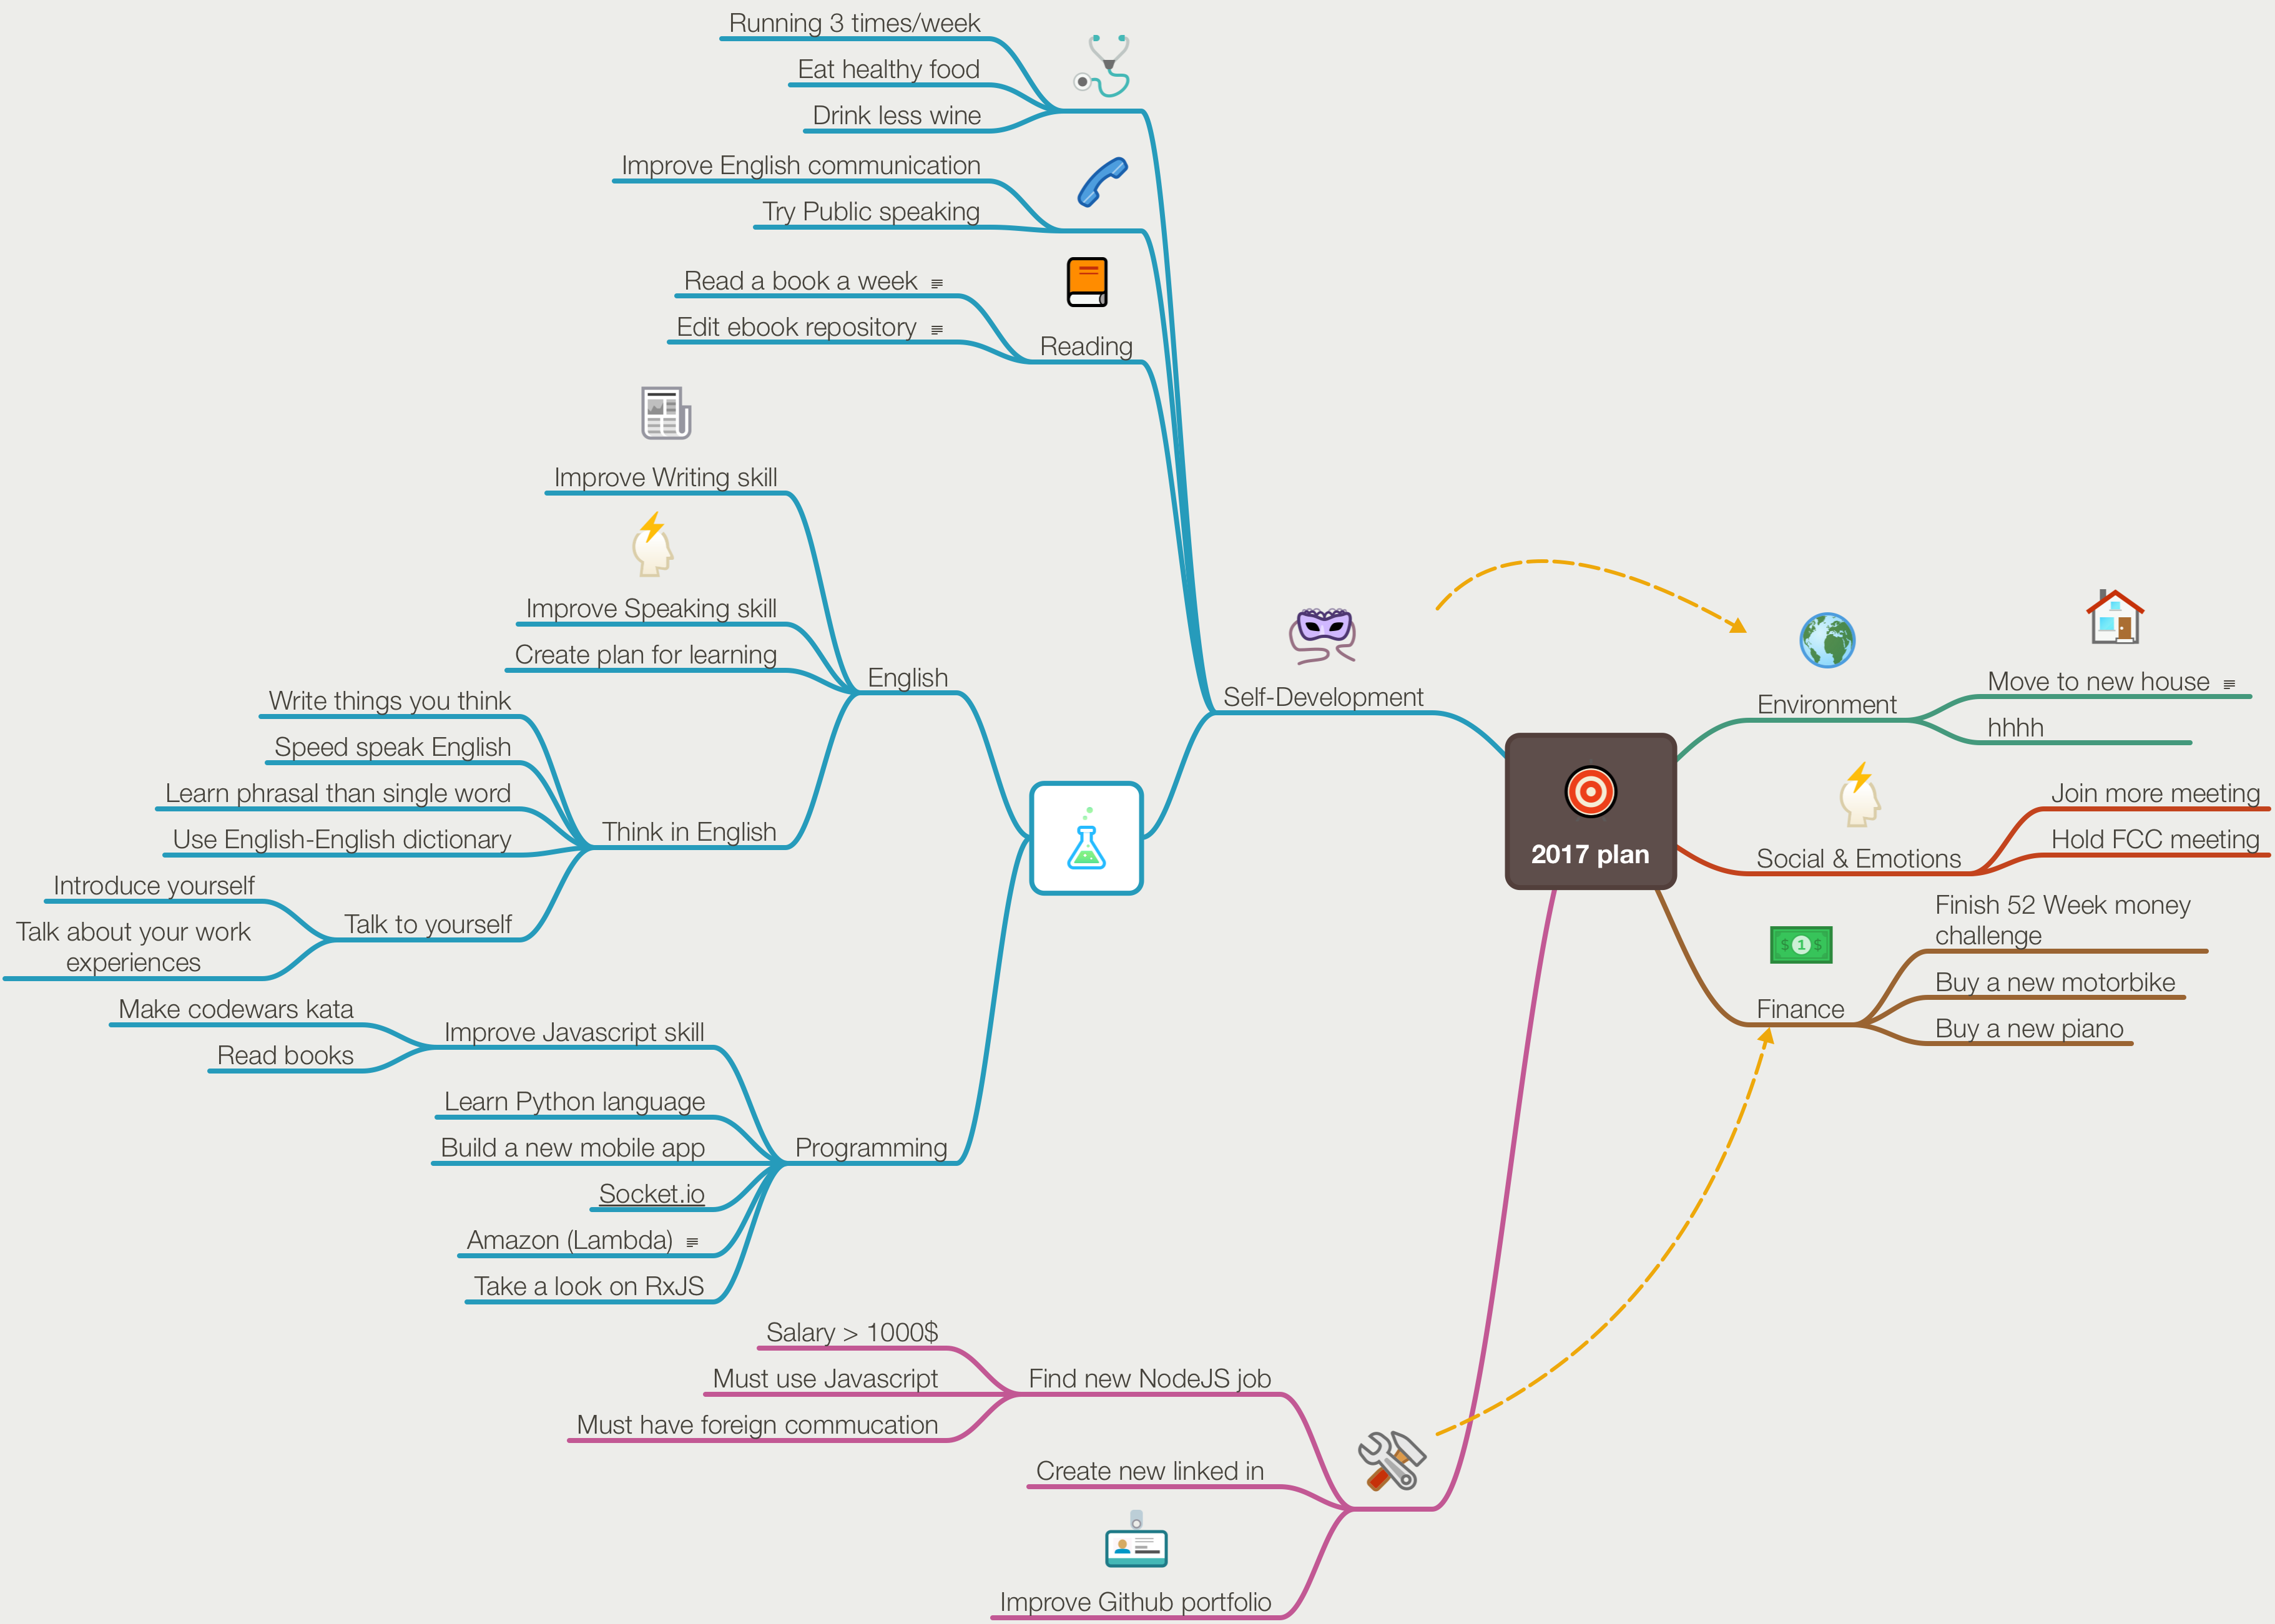 Running 3 times/week
Eat healthy food
Drink less wine
Improve English communication
Try Public speaking
Read a book a week
Edit ebook repository
Reading
Improve Writing skill
Improve Speaking skill
Create plan for learning
English
Write things you think
Speed speak English
Learn phrasal than single word
Use English-English dictionary
Think in English
Introduce yourself
Talk about your work
experiences
Talk to yourself
Make codewars kata
Read books
Improve Javascript skill
Learn Python language
Build a new mobile app
Programming
Socket.io
Amazon (Lambda)
Take a look on RxJS
Self-Development
2017 plan
Environment
Move to new house
hhhh
Social & Emotions
Join more meeting
Hold FCC meeting
$ 1 $
Finance
Finish 52 Week money
challenge
Buy a new motorbike
Buy a new piano
Salary > 1000$
Must use Javascript
Must have foreign commucation
Find new NodeJS job
Create new linked in
Improve Github portfolio